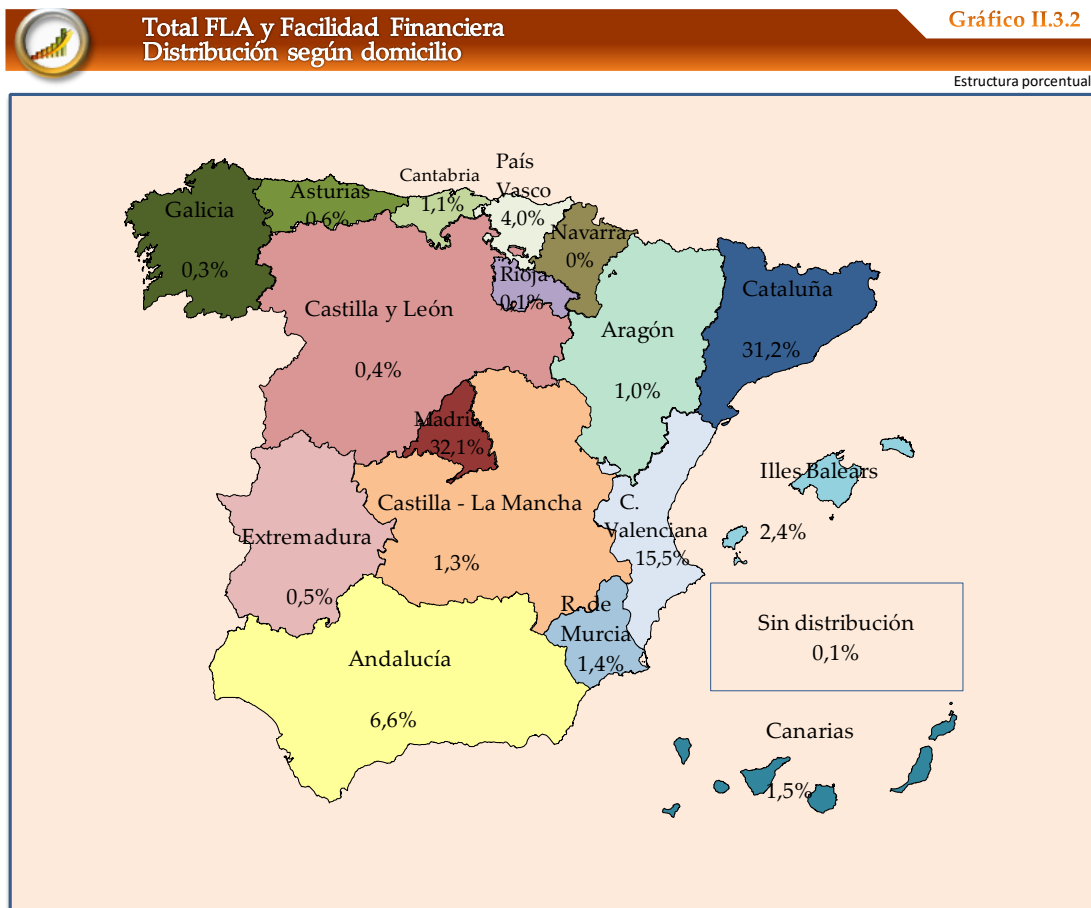 Total FLA y Facilidad Financiera
Distribución según domicilio
Gráfico II.3.2
Estructura porcentual
Galicia
0,3%
Asturias
0,6%
Cantabria
1,1%
País
Vasco
4,0%
Navarra
0%
Rioja
0,1%
Castilla y León
0,4%
Aragón
1,0%
Cataluña
31,2%
Madrid
32,1%
Castilla - La Mancha
1,3%
C.
Valenciana
15,5%
Illes Balears
2,4%
Extremadura
0,5%
R. de
Murcia
1,4%
Andalucía
6,6%
Sin distribución
0,1%
Canarias
1,5%